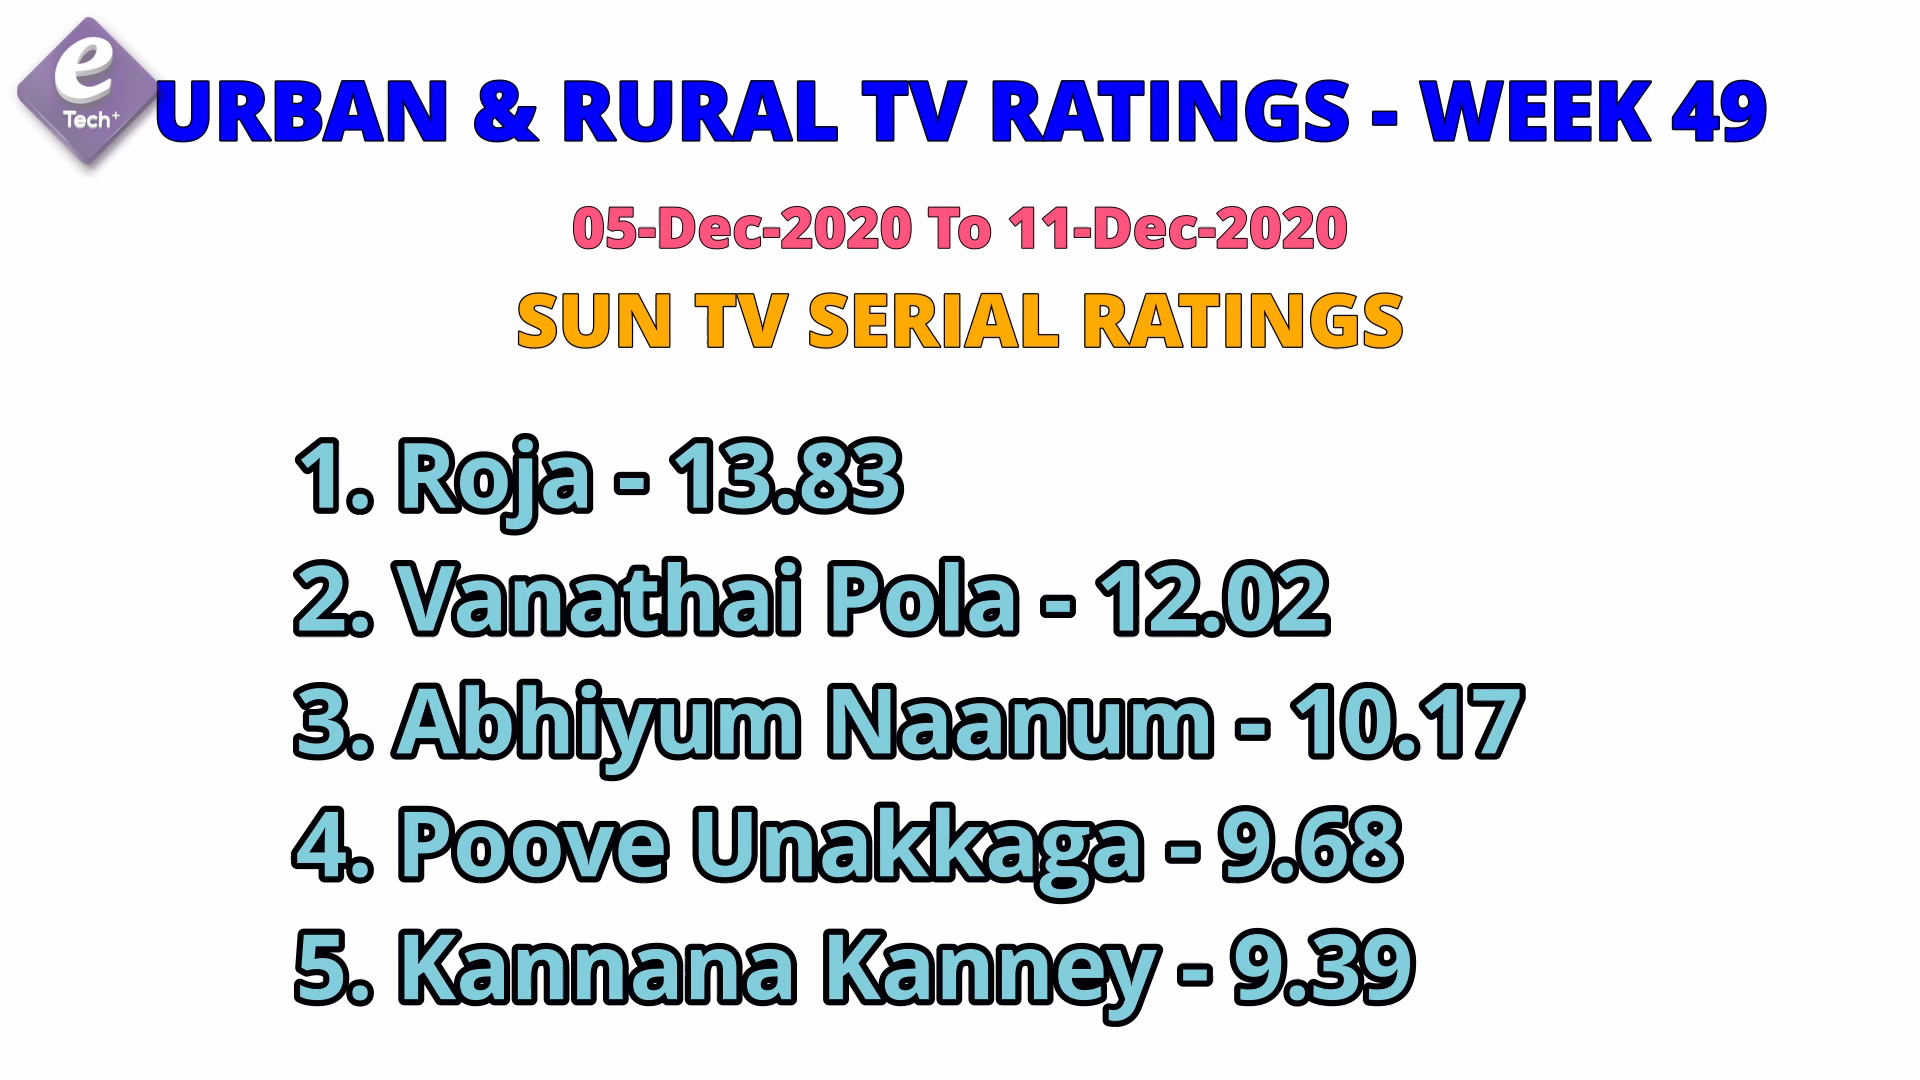 e
Tech+
URBAN & RURAL TV RATINGS - WEEK 49
05-Dec-2020 To 11-Dec-2020
SUN TV SERIAL RATINGS
1. Roja - 13.83
2. Vanathai Pola - 12.02
3. Abhiyum Naanum - 10.17
4. Poove Unakkaga - 9.68
5. Kannana Kanney - 9.39